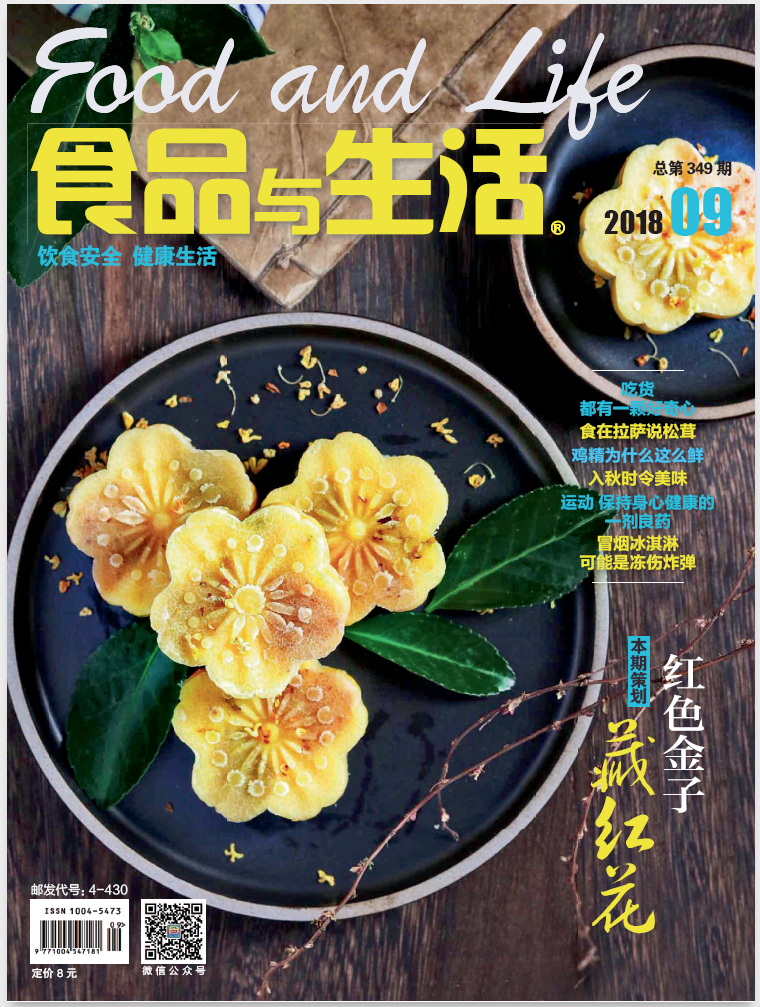 Food and Life
食品与生活®
总第 349 期
2018 09
饮食安全 健康生活
吃货
都有一颗好奇心
食在拉萨说松茸
鸡精为什么这么鲜
入秋时令美味
运动 保持身心健康的
一剂良药
冒烟冰淇淋
可能是冻伤炸弹
本期策划
红色金子
藏红花
邮发代号：4-430
ISSN 1004-5473
09>
9 771004 547181
定价 8 元
微信公众号